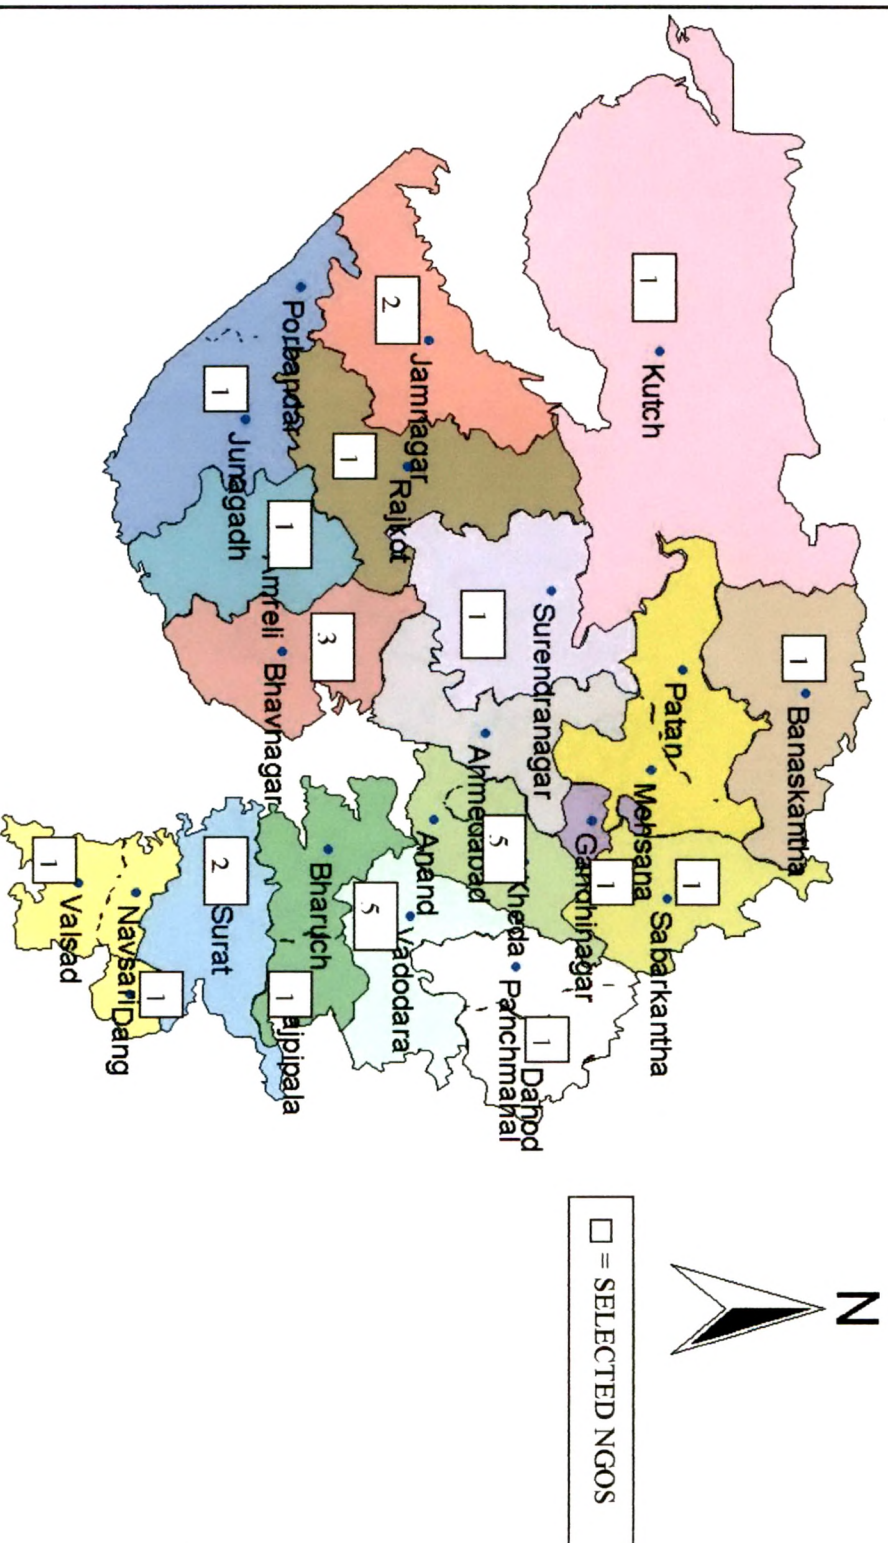 N
1
Banaskantha
1
Sabarkantha
Patan
Kutch
1
Mehsana
1
= SELECTED NGOS
Gandhinagar
Surendranagar
1
1
Dahod
Kheda
5
Panchmahal
Ahmedabad
Anand
Jamnagar
2
Rajkot
1
Vadodara
5
Bharuch
3
Porbandar
1
mreli
Bhavnagar
1
ajpipala
Junagadh
1
2
Surat
1
Navsari
Dang
1
Valsad